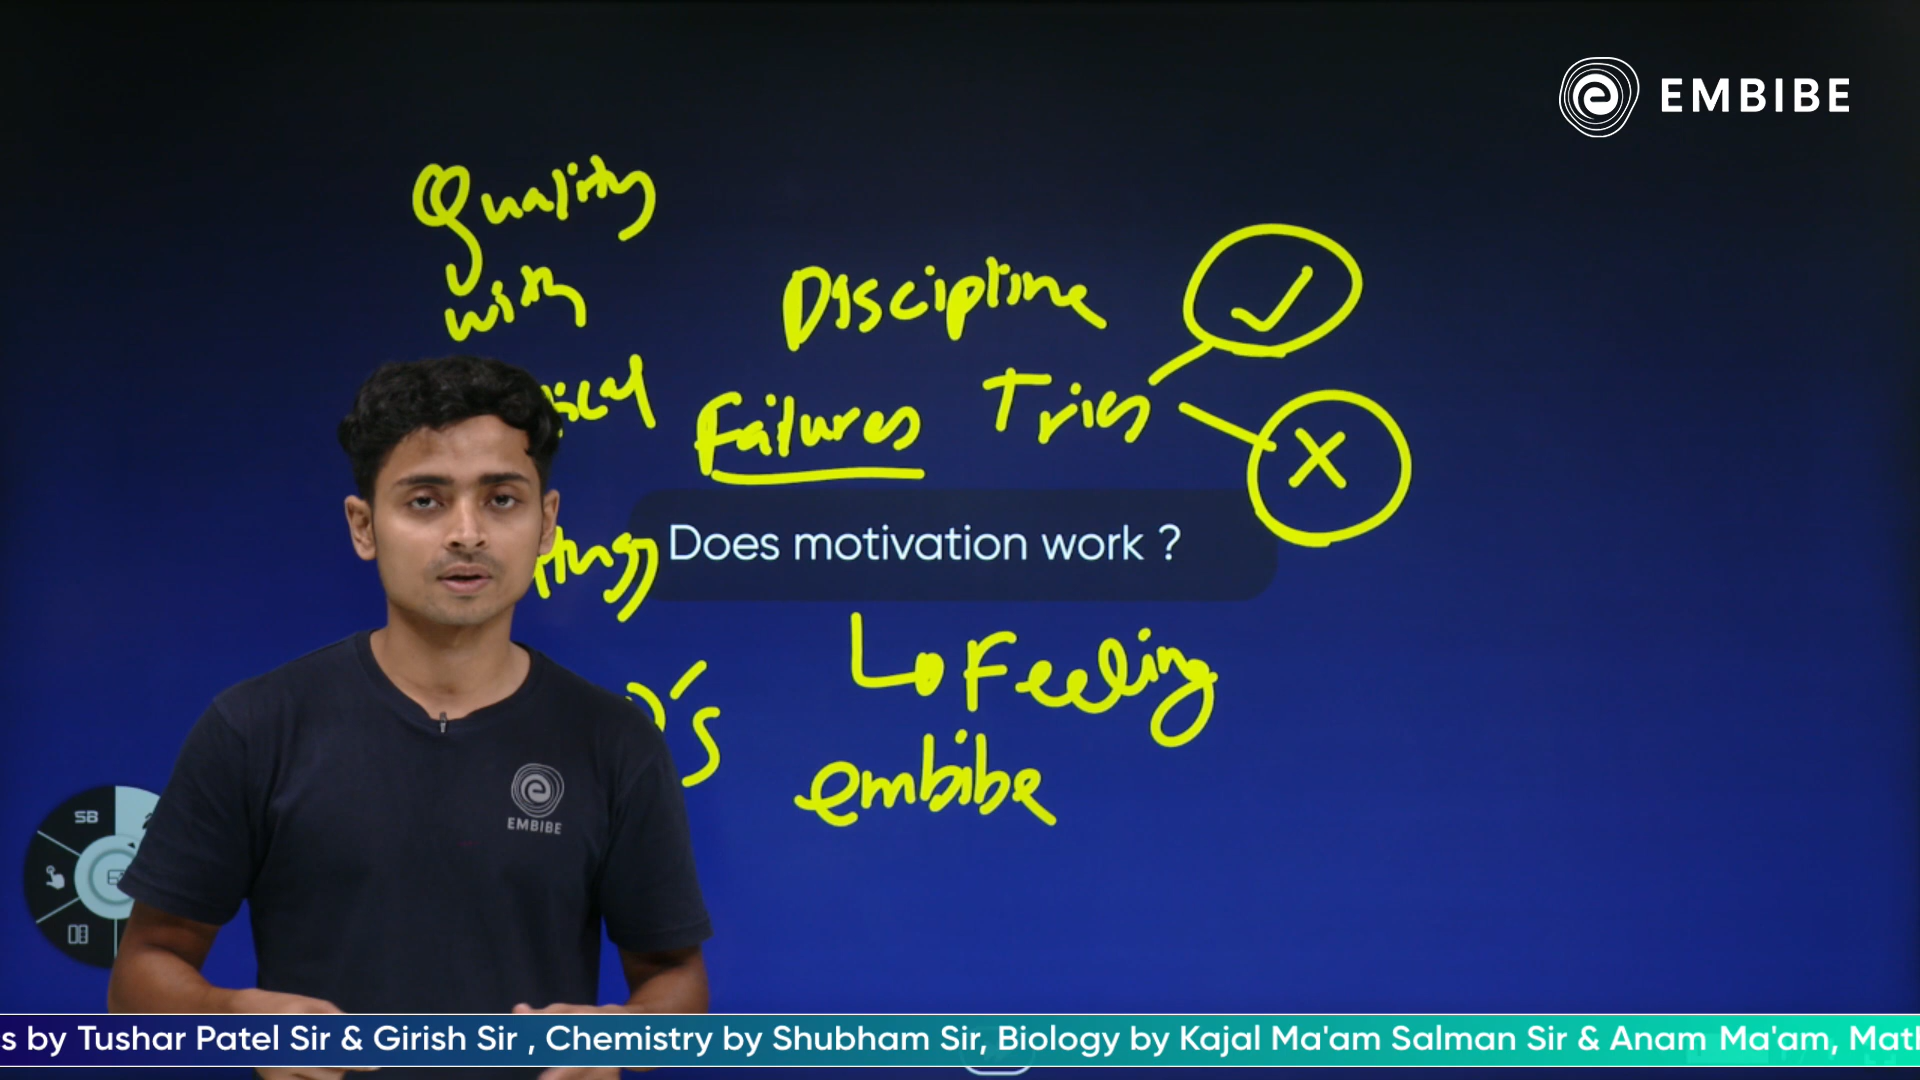 EMBIBE
Quality
with
Discipline
Failures Tries
Does motivation work ?
Feeling
embibe
SB
EMBIBE
s by Tushar Patel Sir & Girish Sir , Chemistry by Shubham Sir, Biology by Kajal Ma'am Salman Sir & Anam Ma'am, Mat